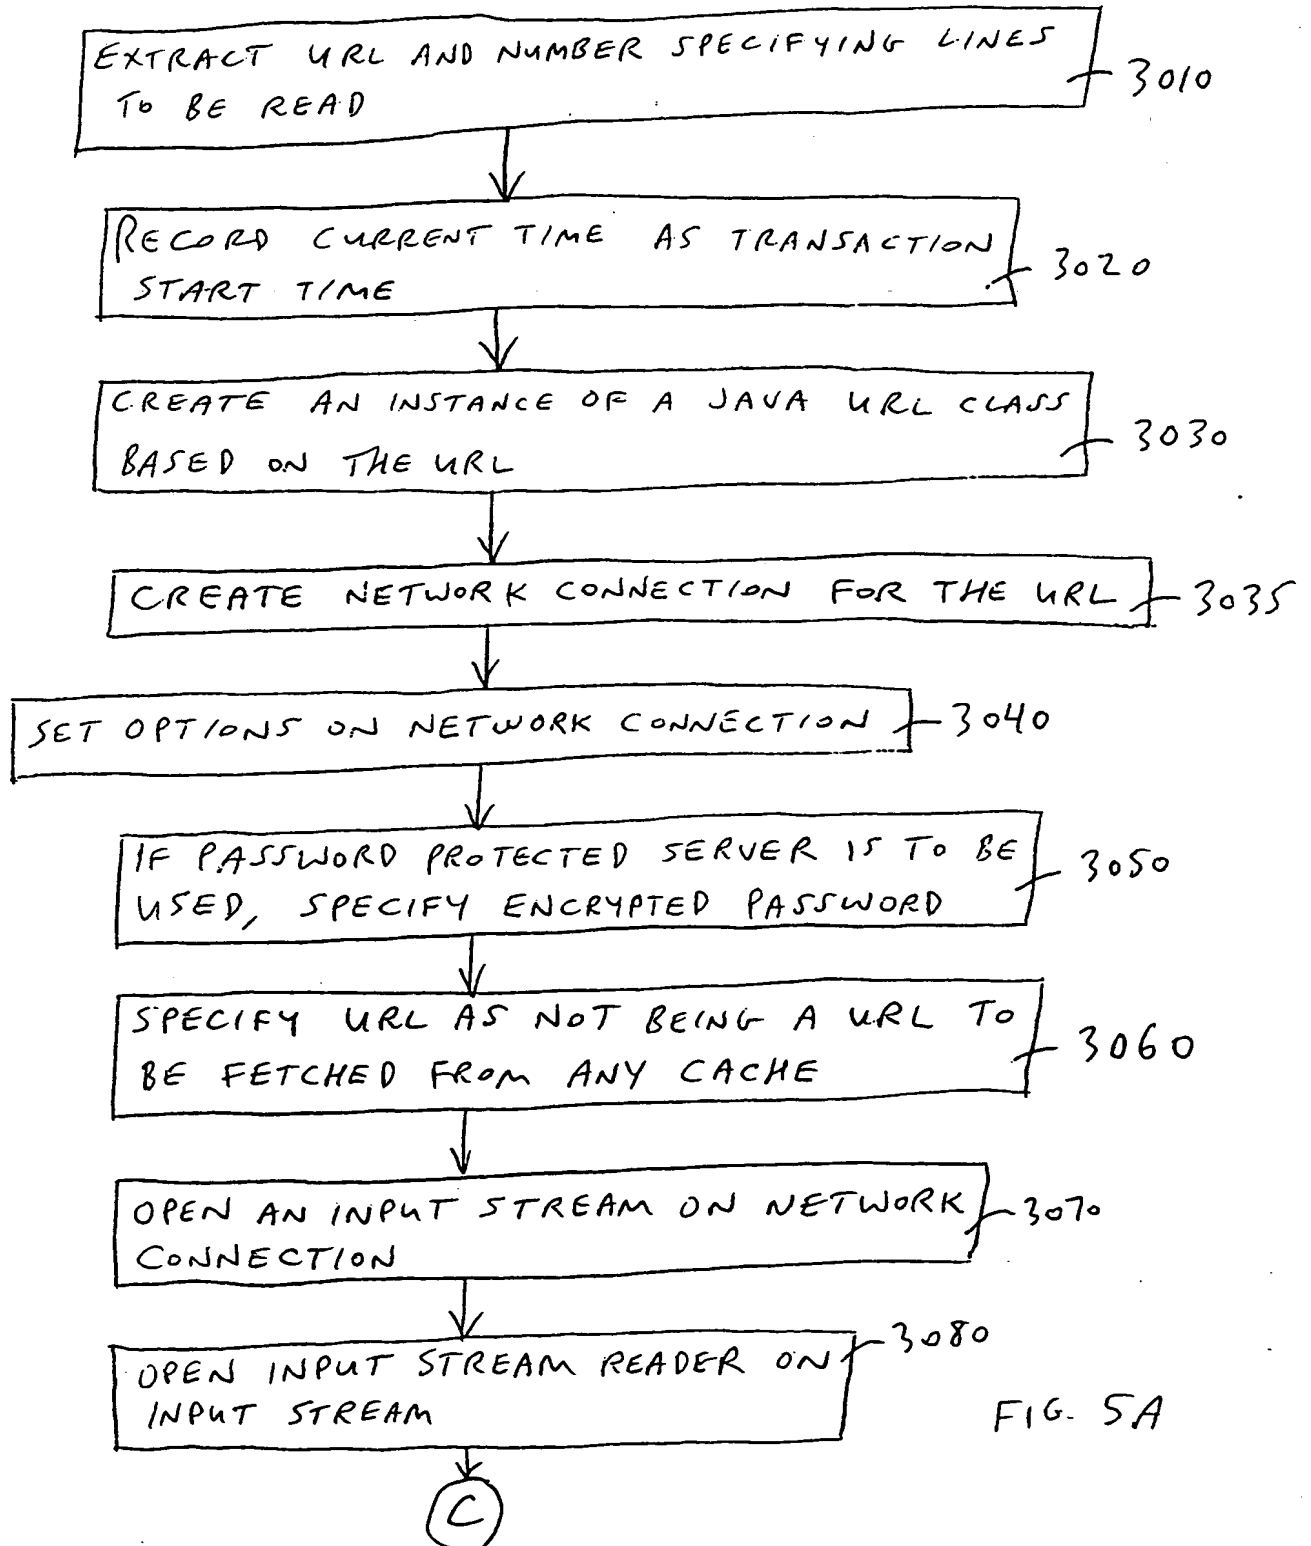 EXTRACT URL AND NUMBER SPECIFYING LINES
TO BE READ
3010
RECORD CURRENT TIME AS TRANSACTION
START TIME
3020
CREATE AN INSTANCE OF A JAVA URL CLASS
BASED ON THE URL
3030
CREATE NETWORK CONNECTION FOR THE URL
3035
SET OPTIONS ON NETWORK CONNECTION
3040
IF PASSWORD PROTECTED SERVER IS TO BE
USED, SPECIFY ENCRYPTED PASSWORD
3050
SPECIFY URL AS NOT BEING A URL TO
BE FETCHED FROM ANY CACHE
3060
OPEN AN INPUT STREAM ON NETWORK
CONNECTION
3070
OPEN INPUT STREAM READER ON
INPUT STREAM
3080
FIG. 5A
C